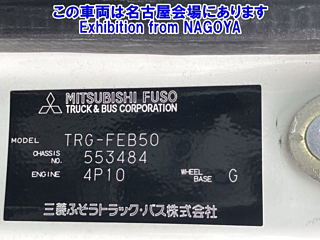 この車両は名古屋会場にあります
Exhibition from NAGOYA
MITSUBISHI FUSO
TRUCK & BUS CORPORATION
MODEL TRG-FEB50
CHASSIS NO. 553484
ENGINE 4P10 WHEEL BASE G
三菱ふそうトラック・バス株式会社